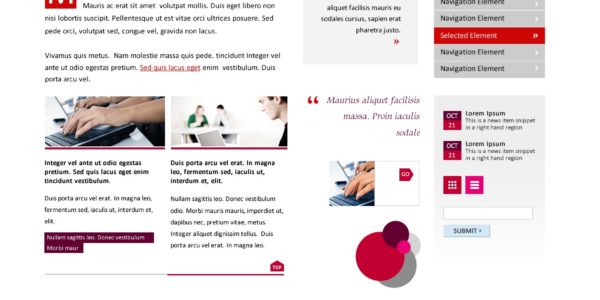 M
Mauris ac erat sit amet volutpat mollis. Duis eget libero non
nisi lobortis suscipit. Pellentesque ut est vitae orci ultrices posuere. Sed
pede orci, volutpat sed, congue vel, gravida non lacus.
Vivamus quis metus. Nam molestie massa quis pede. tincidunt Integer vel
ante ut odio egestas pretium. Sed quis lacus eget enim vestibulum. Duis
porta arcu vel.
Integer vel ante ut odio egestas
pretium. Sed quis lacus eget enim
tincidunt vestibulum.
Duis porta arcu vel erat. In magna
leo, fermentum sed, iaculis ut,
interdum et, elit.
Duis porta arcu vel erat. In magna leo,
fermentum sed, iaculis ut, interdum et,
elit.
Nullam sagittis leo. Donec vestibulum
Morbi maur
Nullam sagittis leo. Donec vestibulum
odio. Morbi mauris mauris, imperdiet ut,
dapibus nec, pretium vitae, metus.
Integer aliquet dignissim tellus. Duis
porta arcu vel erat. In magna leo.
TOP
aliquet facilisis mauris eu
sodales cursus, sapien erat
pharetra justo.
»
“ Maurius aliquet facilisis
massa. Proin iaculis
sodale
GO
Navigation Element
Selected Element »
Navigation Element
Navigation Element
OCT
21
Lorem Ipsum
This is a news item snippet
in a right hand region
OCT
21
Lorem Ipsum
This is a news item snippet
in a right hand region
SUBMIT ›